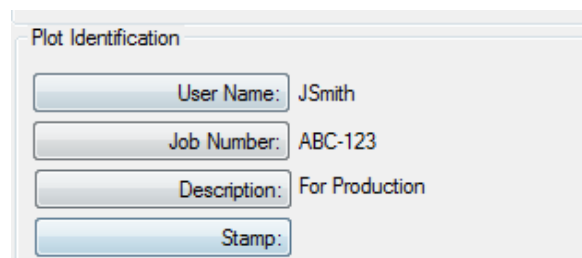 Plot Identification
User Name: JSmith
Job Number: ABC-123
Description: For Production
Stamp: